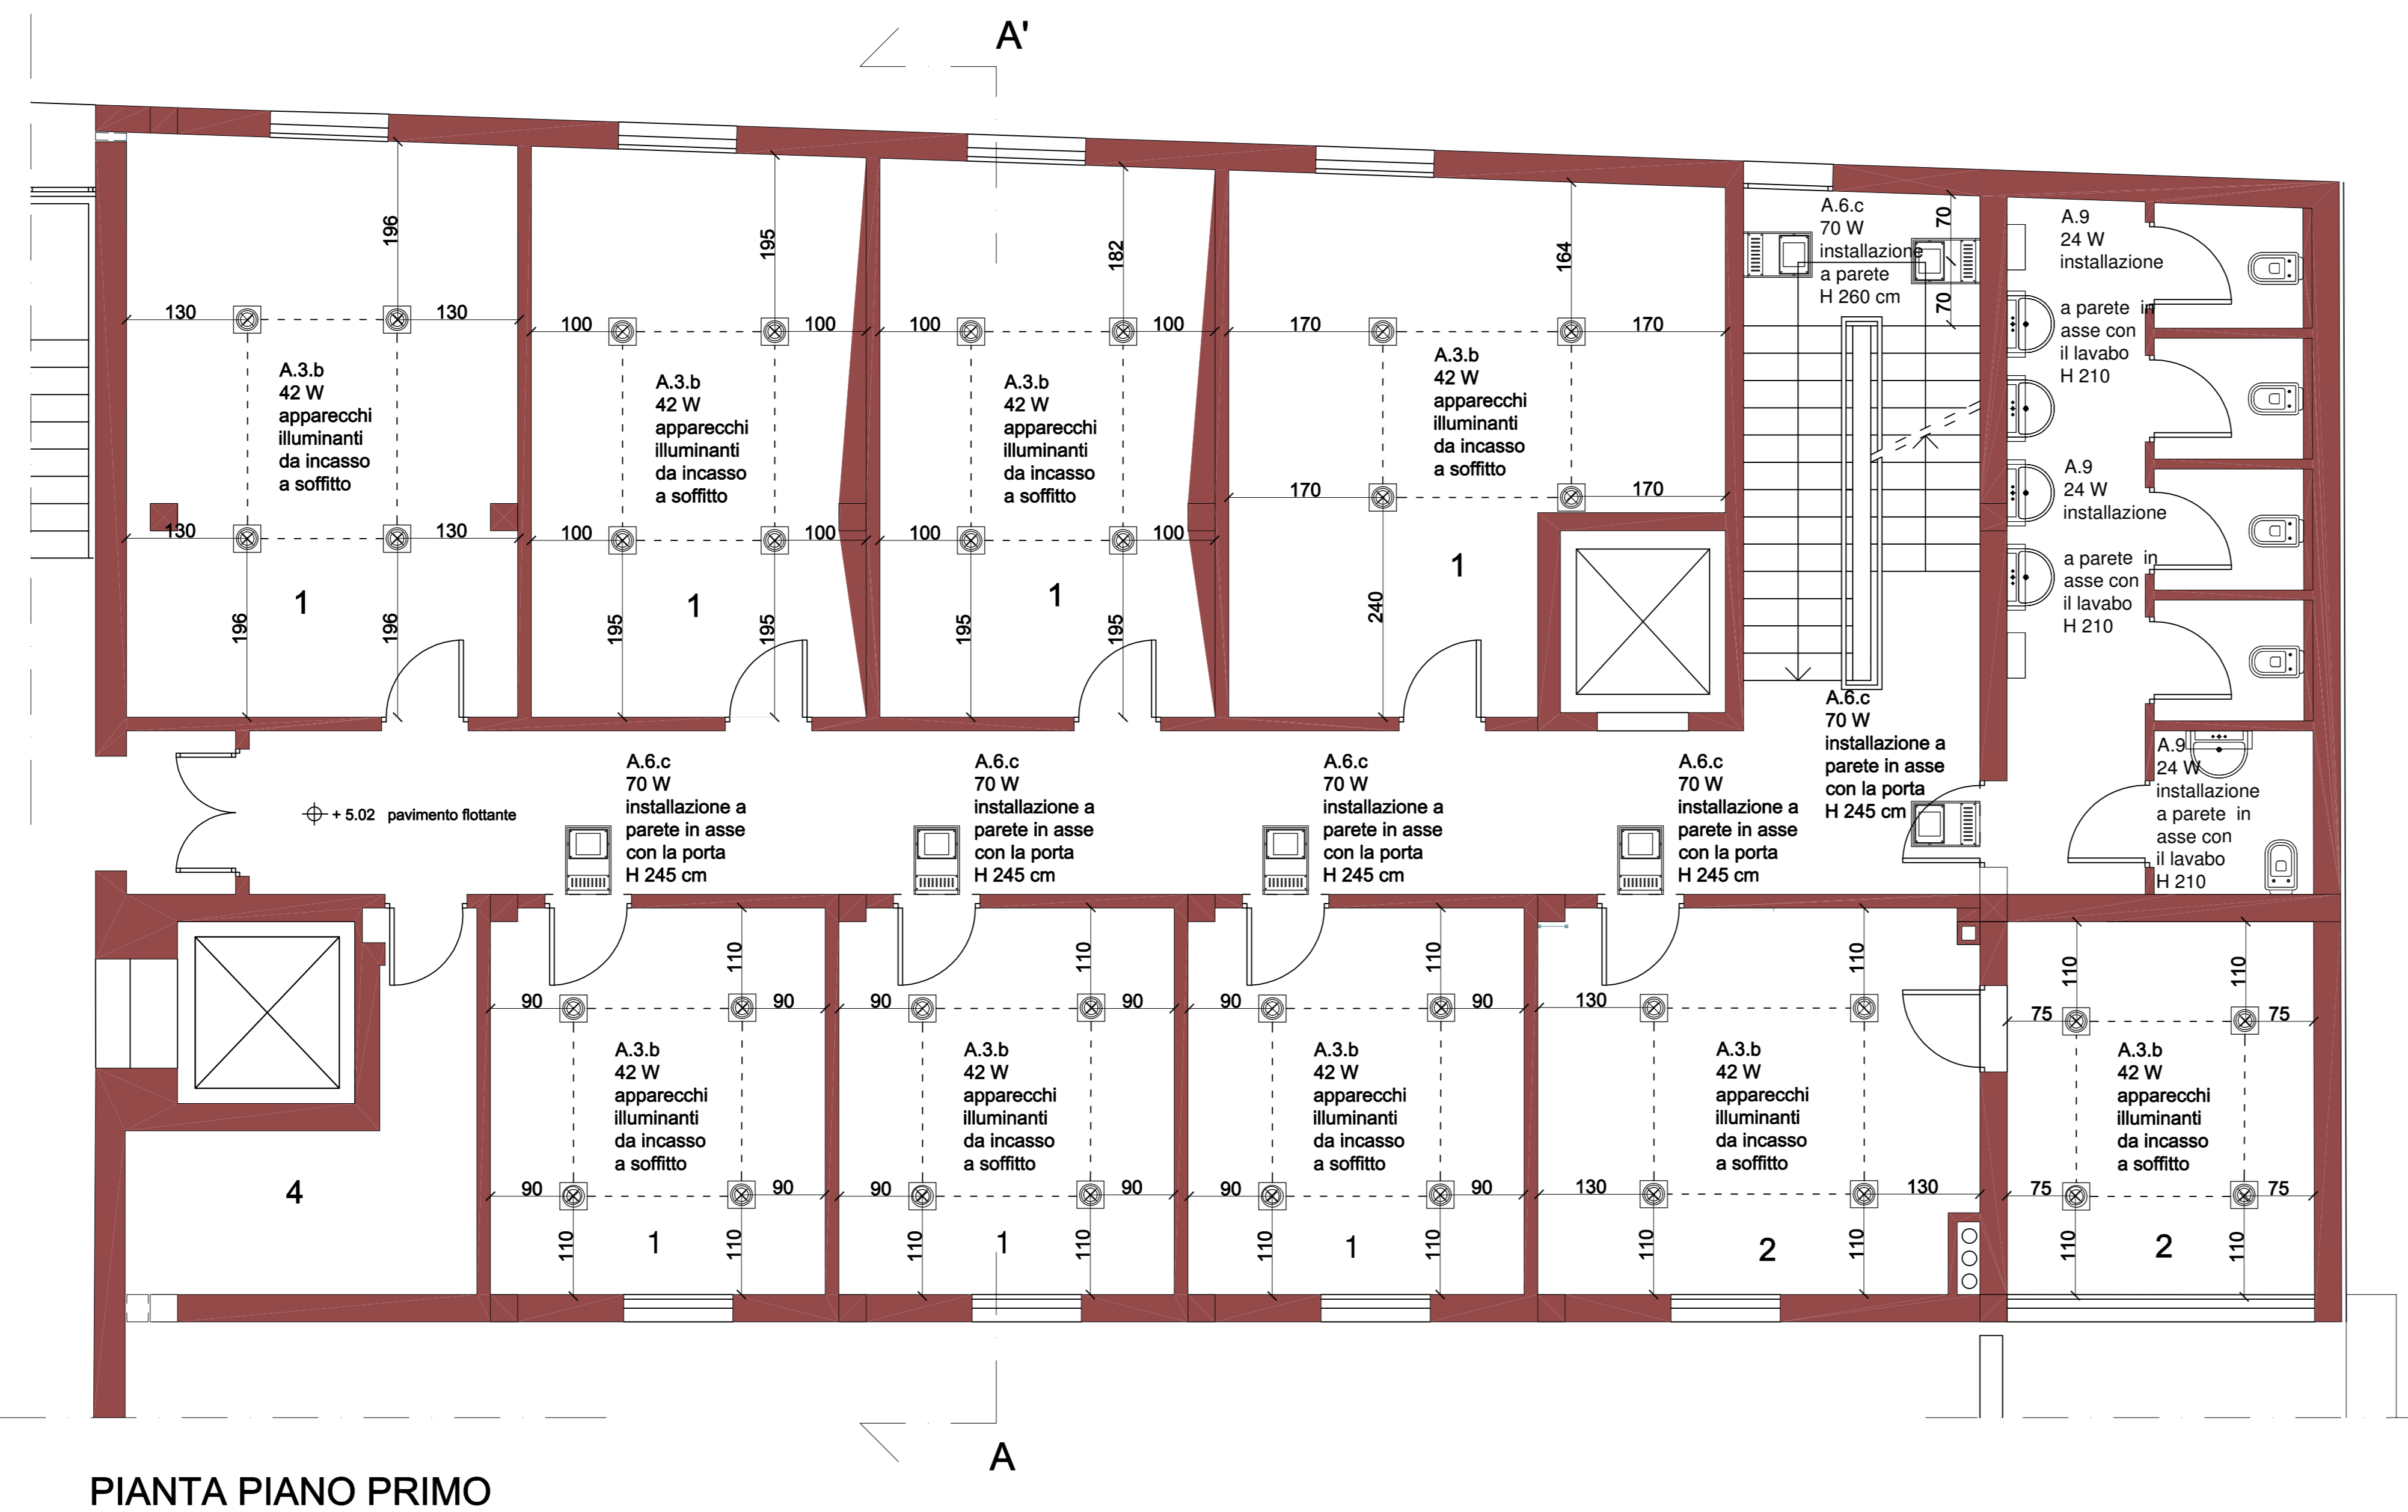 A'
196
195
182
164
A.6.c
70 W
installazione
a parete
H 260 cm
70
70
A.9
24 W
installazione
a parete in
asse con
il lavabo
H 210
130
130
100
100
100
100
170
170
A.3.b
42 W
apparecchi
illuminanti
da incasso
a soffitto
A.3.b
42 W
apparecchi
illuminanti
da incasso
a soffitto
A.3.b
42 W
apparecchi
illuminanti
da incasso
a soffitto
A.3.b
42 W
apparecchi
illuminanti
da incasso
a soffitto
A.9
24 W
installazione
a parete in
asse con
il lavabo
H 210
130
130
100
100
100
100
170
170
1
1
1
1
196
196
195
195
195
195
240
A.6.c
70 W
installazione a
parete in asse
con la porta
H 245 cm
A.9
24 W
installazione
a parete in
asse con
il lavabo
H 210
+ 5.02 pavimento flottante
A.6.c
70 W
installazione a
parete in asse
con la porta
H 245 cm
A.6.c
70 W
installazione a
parete in asse
con la porta
H 245 cm
A.6.c
70 W
installazione a
parete in asse
con la porta
H 245 cm
A.6.c
70 W
installazione a
parete in asse
con la porta
H 245 cm
110
110
110
110
110
110
90
90
90
90
90
90
130
75
75
A.3.b
42 W
apparecchi
illuminanti
da incasso
a soffitto
A.3.b
42 W
apparecchi
illuminanti
da incasso
a soffitto
A.3.b
42 W
apparecchi
illuminanti
da incasso
a soffitto
A.3.b
42 W
apparecchi
illuminanti
da incasso
a soffitto
A.3.b
42 W
apparecchi
illuminanti
da incasso
a soffitto
90
90
90
90
90
90
130
130
75
75
4
1
1
1
2
2
110
110
110
110
110
110
110
110
110
110
A
PIANTA PIANO PRIMO